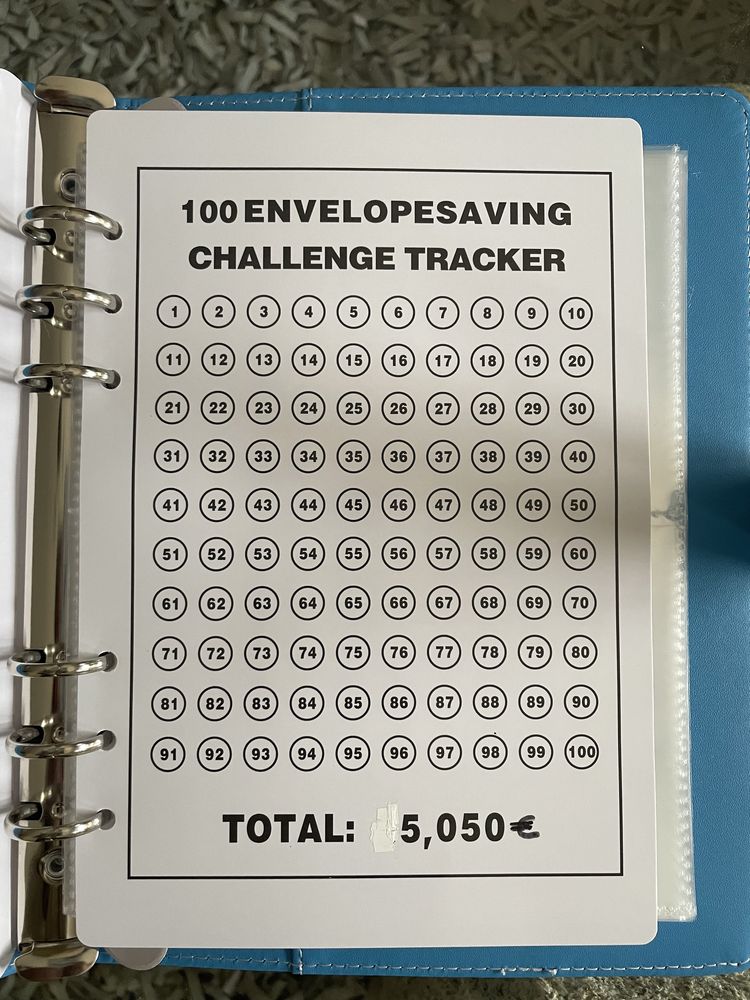 100 ENVELOPESAVING
CHALLENGE TRACKER
1 2 3 4 5 6 7 8 9 10
11 12 13 14 15 16 17 18 19 20
21 22 23 24 25 26 27 28 29 30
31 32 33 34 35 36 37 38 39 40
41 42 43 44 45 46 47 48 49 50
51 52 53 54 55 56 57 58 59 60
61 62 63 64 65 66 67 68 69 70
71 72 73 74 75 76 77 78 79 80
81 82 83 84 85 86 87 88 89 90
91 92 93 94 95 96 97 98 99 100
TOTAL: 5,050€